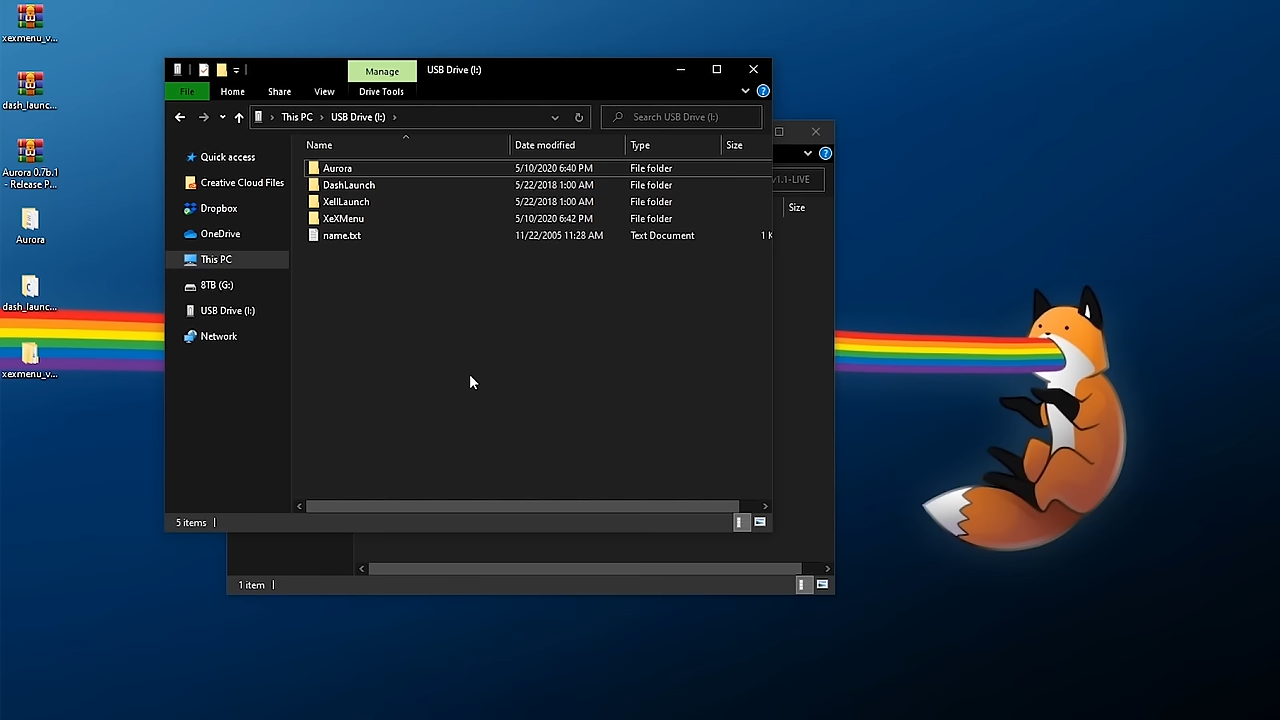 xexmenu_v...
dash_launc...
Aurora 0.7b.1
- Release P...
Aurora
dash_launc...
xexmenu_v...
Manage
USB Drive (I:)
File
Home
Share
View
Drive Tools
This PC
USB Drive (I:)
Search USB Drive (I:)
Name
Date modified
Type
Size
Quick access
Creative Cloud Files
Dropbox
OneDrive
This PC
8TB (G:)
USB Drive (I:)
Network
Aurora 5/10/2020 6:40 PM File folder
DashLaunch 5/22/2018 1:00 AM File folder
XellLaunch 5/22/2018 1:00 AM File folder
XeXMenu 5/10/2020 6:42 PM File folder
name.txt 11/22/2005 11:28 AM Text Document 1 K
5 items
v1.1-LIVE
Size
1 item